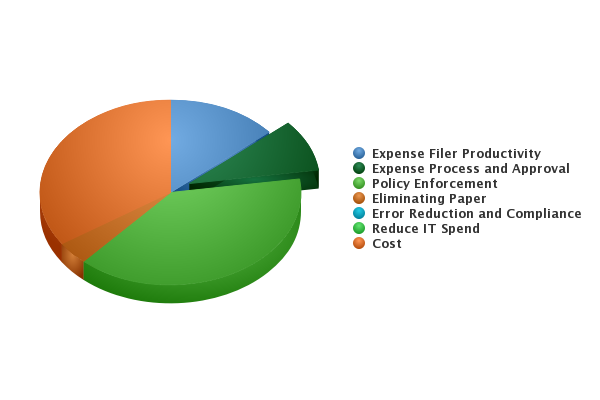 Expense Filer Productivity
Expense Process and Approval
Policy Enforcement
Eliminating Paper
Error Reduction and Compliance
Reduce IT Spend
Cost